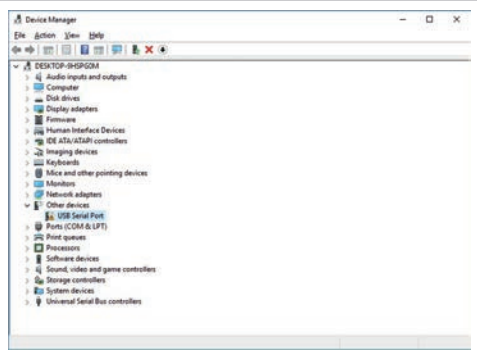 Device Manager
File Action View Help
DESKTOP-9HSPG0M
Audio inputs and outputs
Computer
Disk drives
Display adapters
Firmware
Human Interface Devices
IDE ATA/ATAPI controllers
Imaging devices
Keyboards
Mice and other pointing devices
Monitors
Network adapters
Other devices
USB Serial Port
Ports (COM & LPT)
Print queues
Processors
Software devices
Sound, video and game controllers
Storage controllers
System devices
Universal Serial Bus controllers